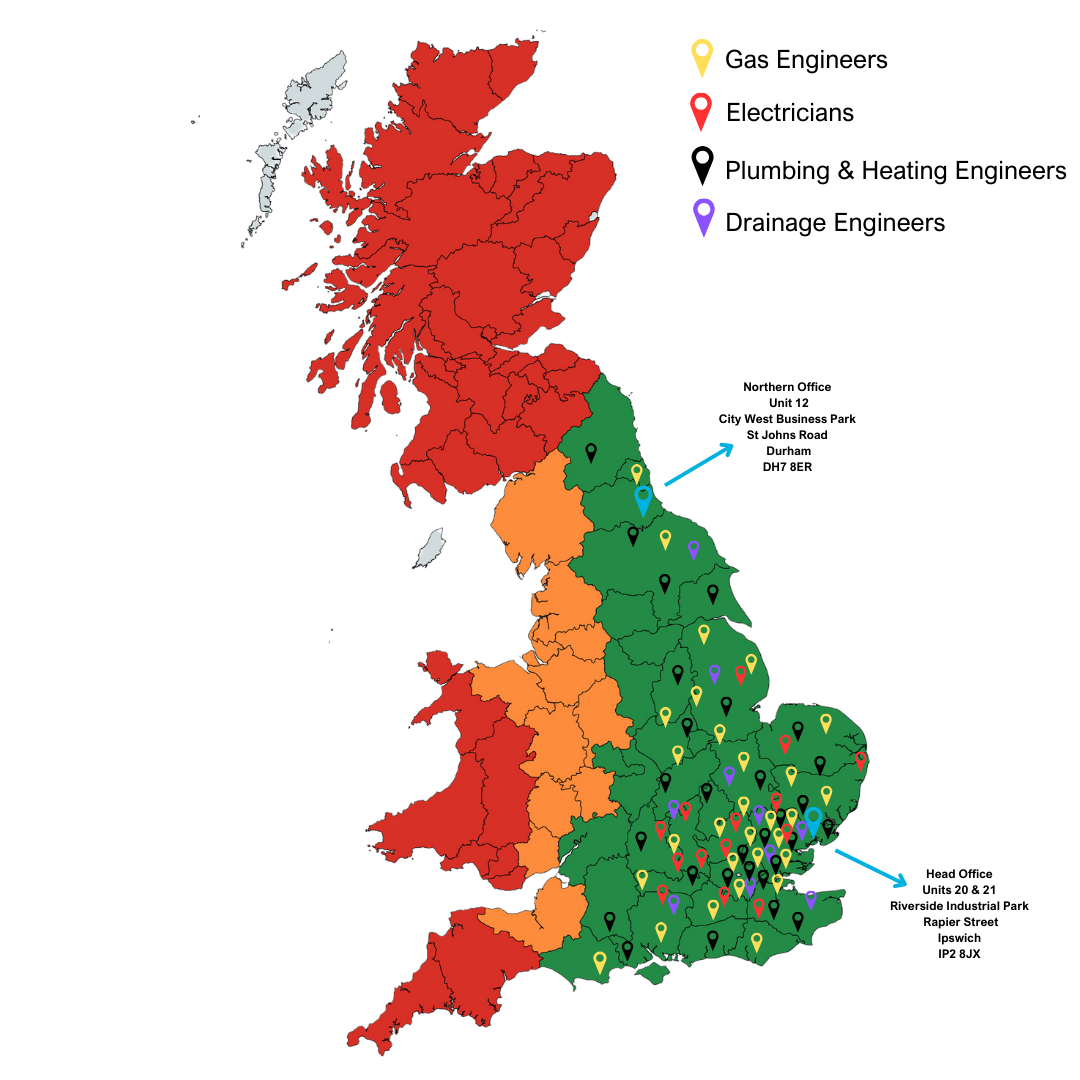 Gas Engineers
Electricians
Plumbing & Heating Engineers
Drainage Engineers
Northern Office
Unit 12
City West Business Park
St Johns Road
Durham
DH7 8ER
Head Office
Units 20 & 21
Riverside Industrial Park
Rapier Street
Ipswich
IP2 8JX